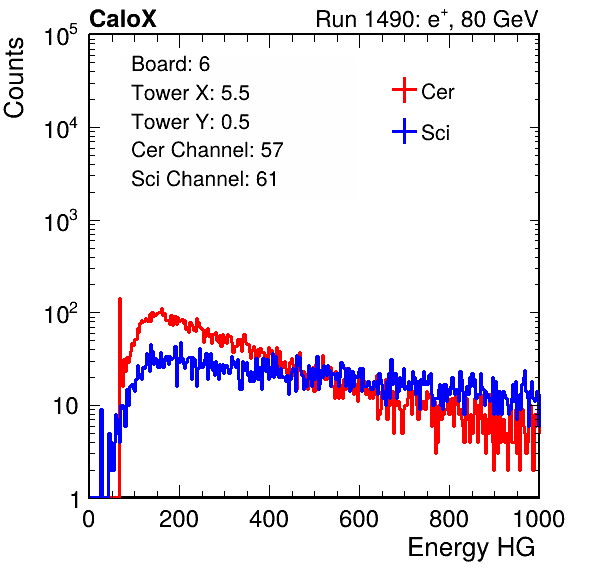 CaloX Run 1490: e⁺, 80 GeV
Board: 6
Tower X: 5.5
Tower Y: 0.5
Cer Channel: 57
Sci Channel: 61
Cer
Sci
Counts
10⁵
10⁴
10³
10²
10
1
0 200 400 600 800 1000
Energy HG